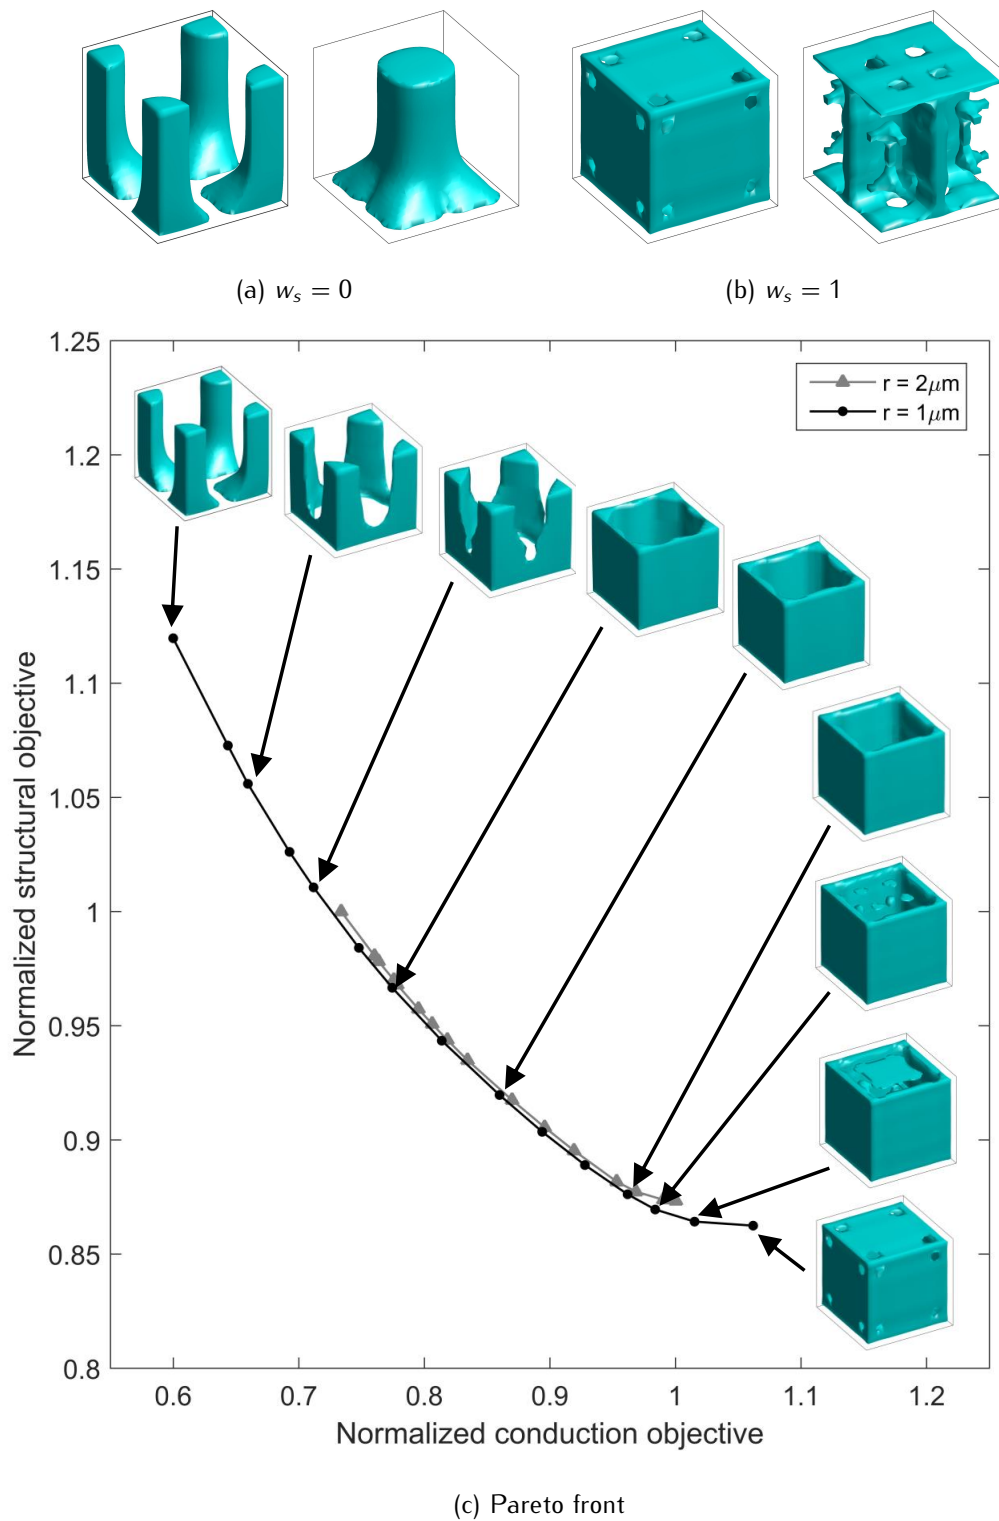 (a) wₛ = 0
(b) wₛ = 1
1.25
1.2
1.15
1.1
1.05
1
0.95
0.9
0.85
0.8
Normalized structural objective
r = 2μm
r = 1μm
0.6 0.7 0.8 0.9 1 1.1 1.2
Normalized conduction objective
(c) Pareto front